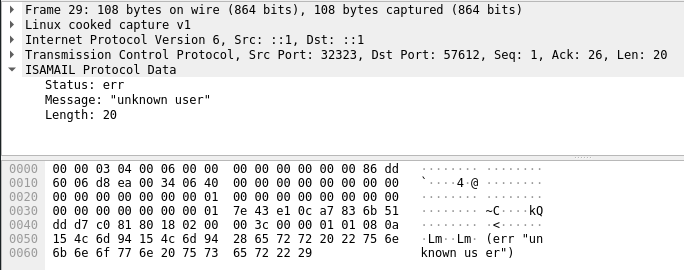 Frame 29: 108 bytes on wire (864 bits), 108 bytes captured (864 bits)
Linux cooked capture v1
Internet Protocol Version 6, Src: ::1, Dst: ::1
Transmission Control Protocol, Src Port: 32323, Dst Port: 57612, Seq: 1, Ack: 26, Len: 20
ISAMAIL Protocol Data
Status: err
Message: "unknown user"
Length: 20
0000 00 00 03 04 00 06 00 00 00 00 00 00 00 00 86 dd ········ ········
0010 60 06 d8 ea 00 34 06 40 00 00 00 00 00 00 00 00 `····4·@ ········
0020 00 00 00 00 00 00 00 01 00 00 00 00 00 00 00 00 ········ ········
0030 00 00 00 00 00 00 00 01 7e 43 e1 0c a7 83 6b 51 ········ ~C····kQ
0040 dd d7 c0 81 80 18 02 00 00 3c 00 00 01 01 08 0a ········ ·<······
0050 15 4c 6d 94 15 4c 6d 94 28 65 72 72 20 22 75 6e ·Lm··Lm· (err "un
0060 6b 6e 6f 77 6e 20 75 73 65 72 22 29 known us er")